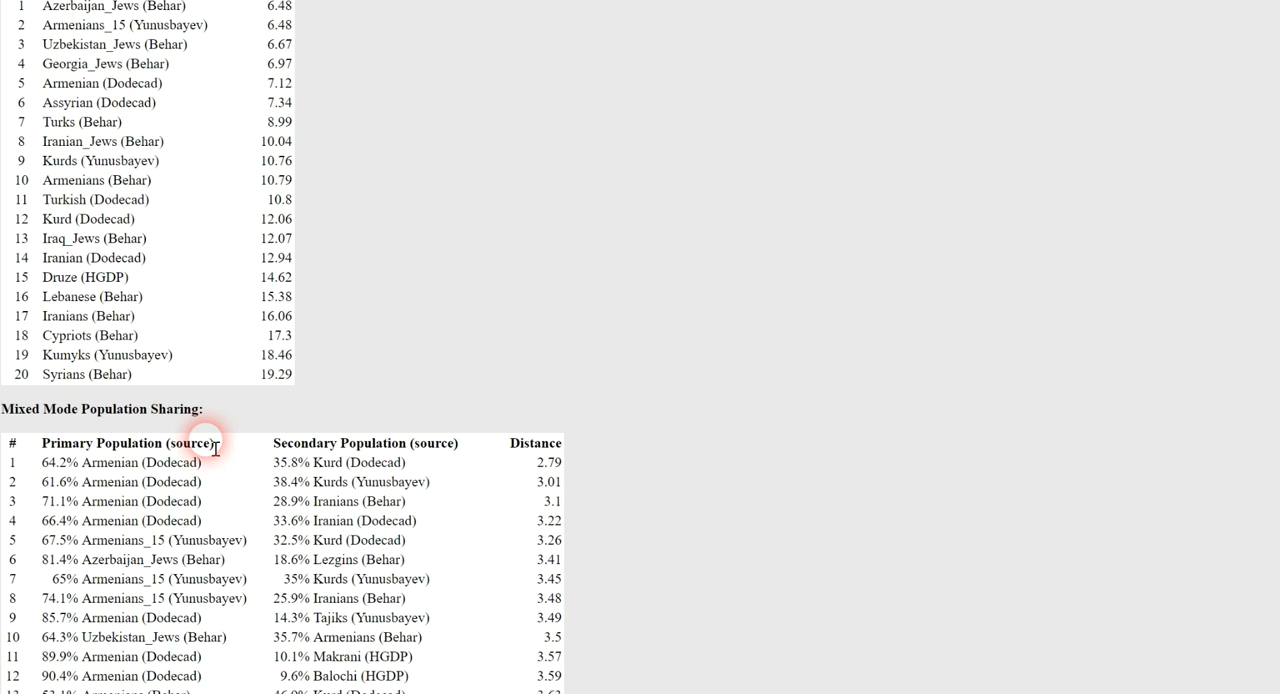 1 Azerbaijan_Jews (Behar) 6.48
2 Armenians_15 (Yunusbayev) 6.48
3 Uzbekistan_Jews (Behar) 6.67
4 Georgia_Jews (Behar) 6.97
5 Armenian (Dodecad) 7.12
6 Assyrian (Dodecad) 7.34
7 Turks (Behar) 8.99
8 Iranian_Jews (Behar) 10.04
9 Kurds (Yunusbayev) 10.76
10 Armenians (Behar) 10.79
11 Turkish (Dodecad) 10.8
12 Kurd (Dodecad) 12.06
13 Iraq_Jews (Behar) 12.07
14 Iranian (Dodecad) 12.94
15 Druze (HGDP) 14.62
16 Lebanese (Behar) 15.38
17 Iranians (Behar) 16.06
18 Cypriots (Behar) 17.3
19 Kumyks (Yunusbayev) 18.46
20 Syrians (Behar) 19.29
Mixed Mode Population Sharing:
# Primary Population (source) Secondary Population (source) Distance
1 64.2% Armenian (Dodecad) 35.8% Kurd (Dodecad) 2.79
2 61.6% Armenian (Dodecad) 38.4% Kurds (Yunusbayev) 3.01
3 71.1% Armenian (Dodecad) 28.9% Iranians (Behar) 3.1
4 66.4% Armenian (Dodecad) 33.6% Iranian (Dodecad) 3.22
5 67.5% Armenians_15 (Yunusbayev) 32.5% Kurd (Dodecad) 3.26
6 81.4% Azerbaijan_Jews (Behar) 18.6% Lezgins (Behar) 3.41
7 65% Armenians_15 (Yunusbayev) 35% Kurds (Yunusbayev) 3.45
8 74.1% Armenians_15 (Yunusbayev) 25.9% Iranians (Behar) 3.48
9 85.7% Armenian (Dodecad) 14.3% Tajiks (Yunusbayev) 3.49
10 64.3% Uzbekistan_Jews (Behar) 35.7% Armenians (Behar) 3.5
11 89.9% Armenian (Dodecad) 10.1% Makrani (HGDP) 3.57
12 90.4% Armenian (Dodecad) 9.6% Balochi (HGDP) 3.59